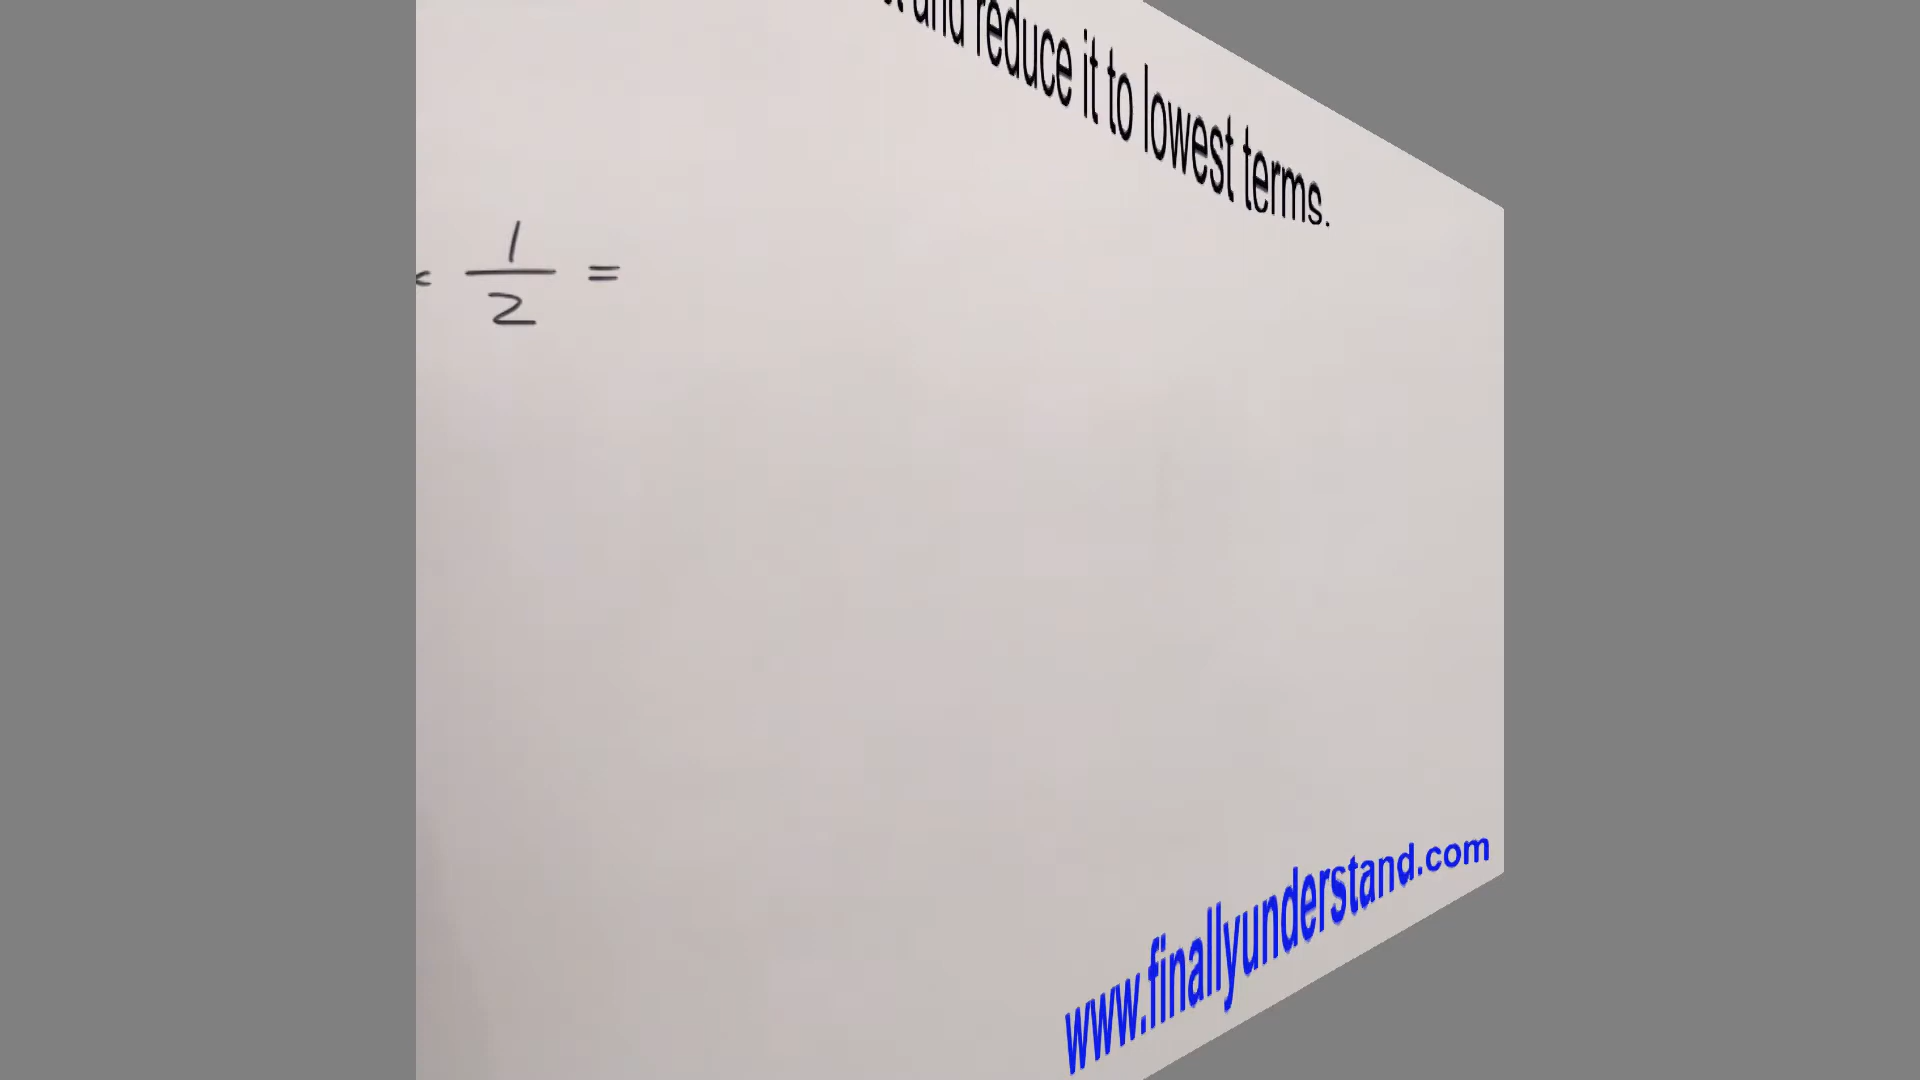 and reduce it to lowest terms.
1
2 =
www.finallyunderstand.com